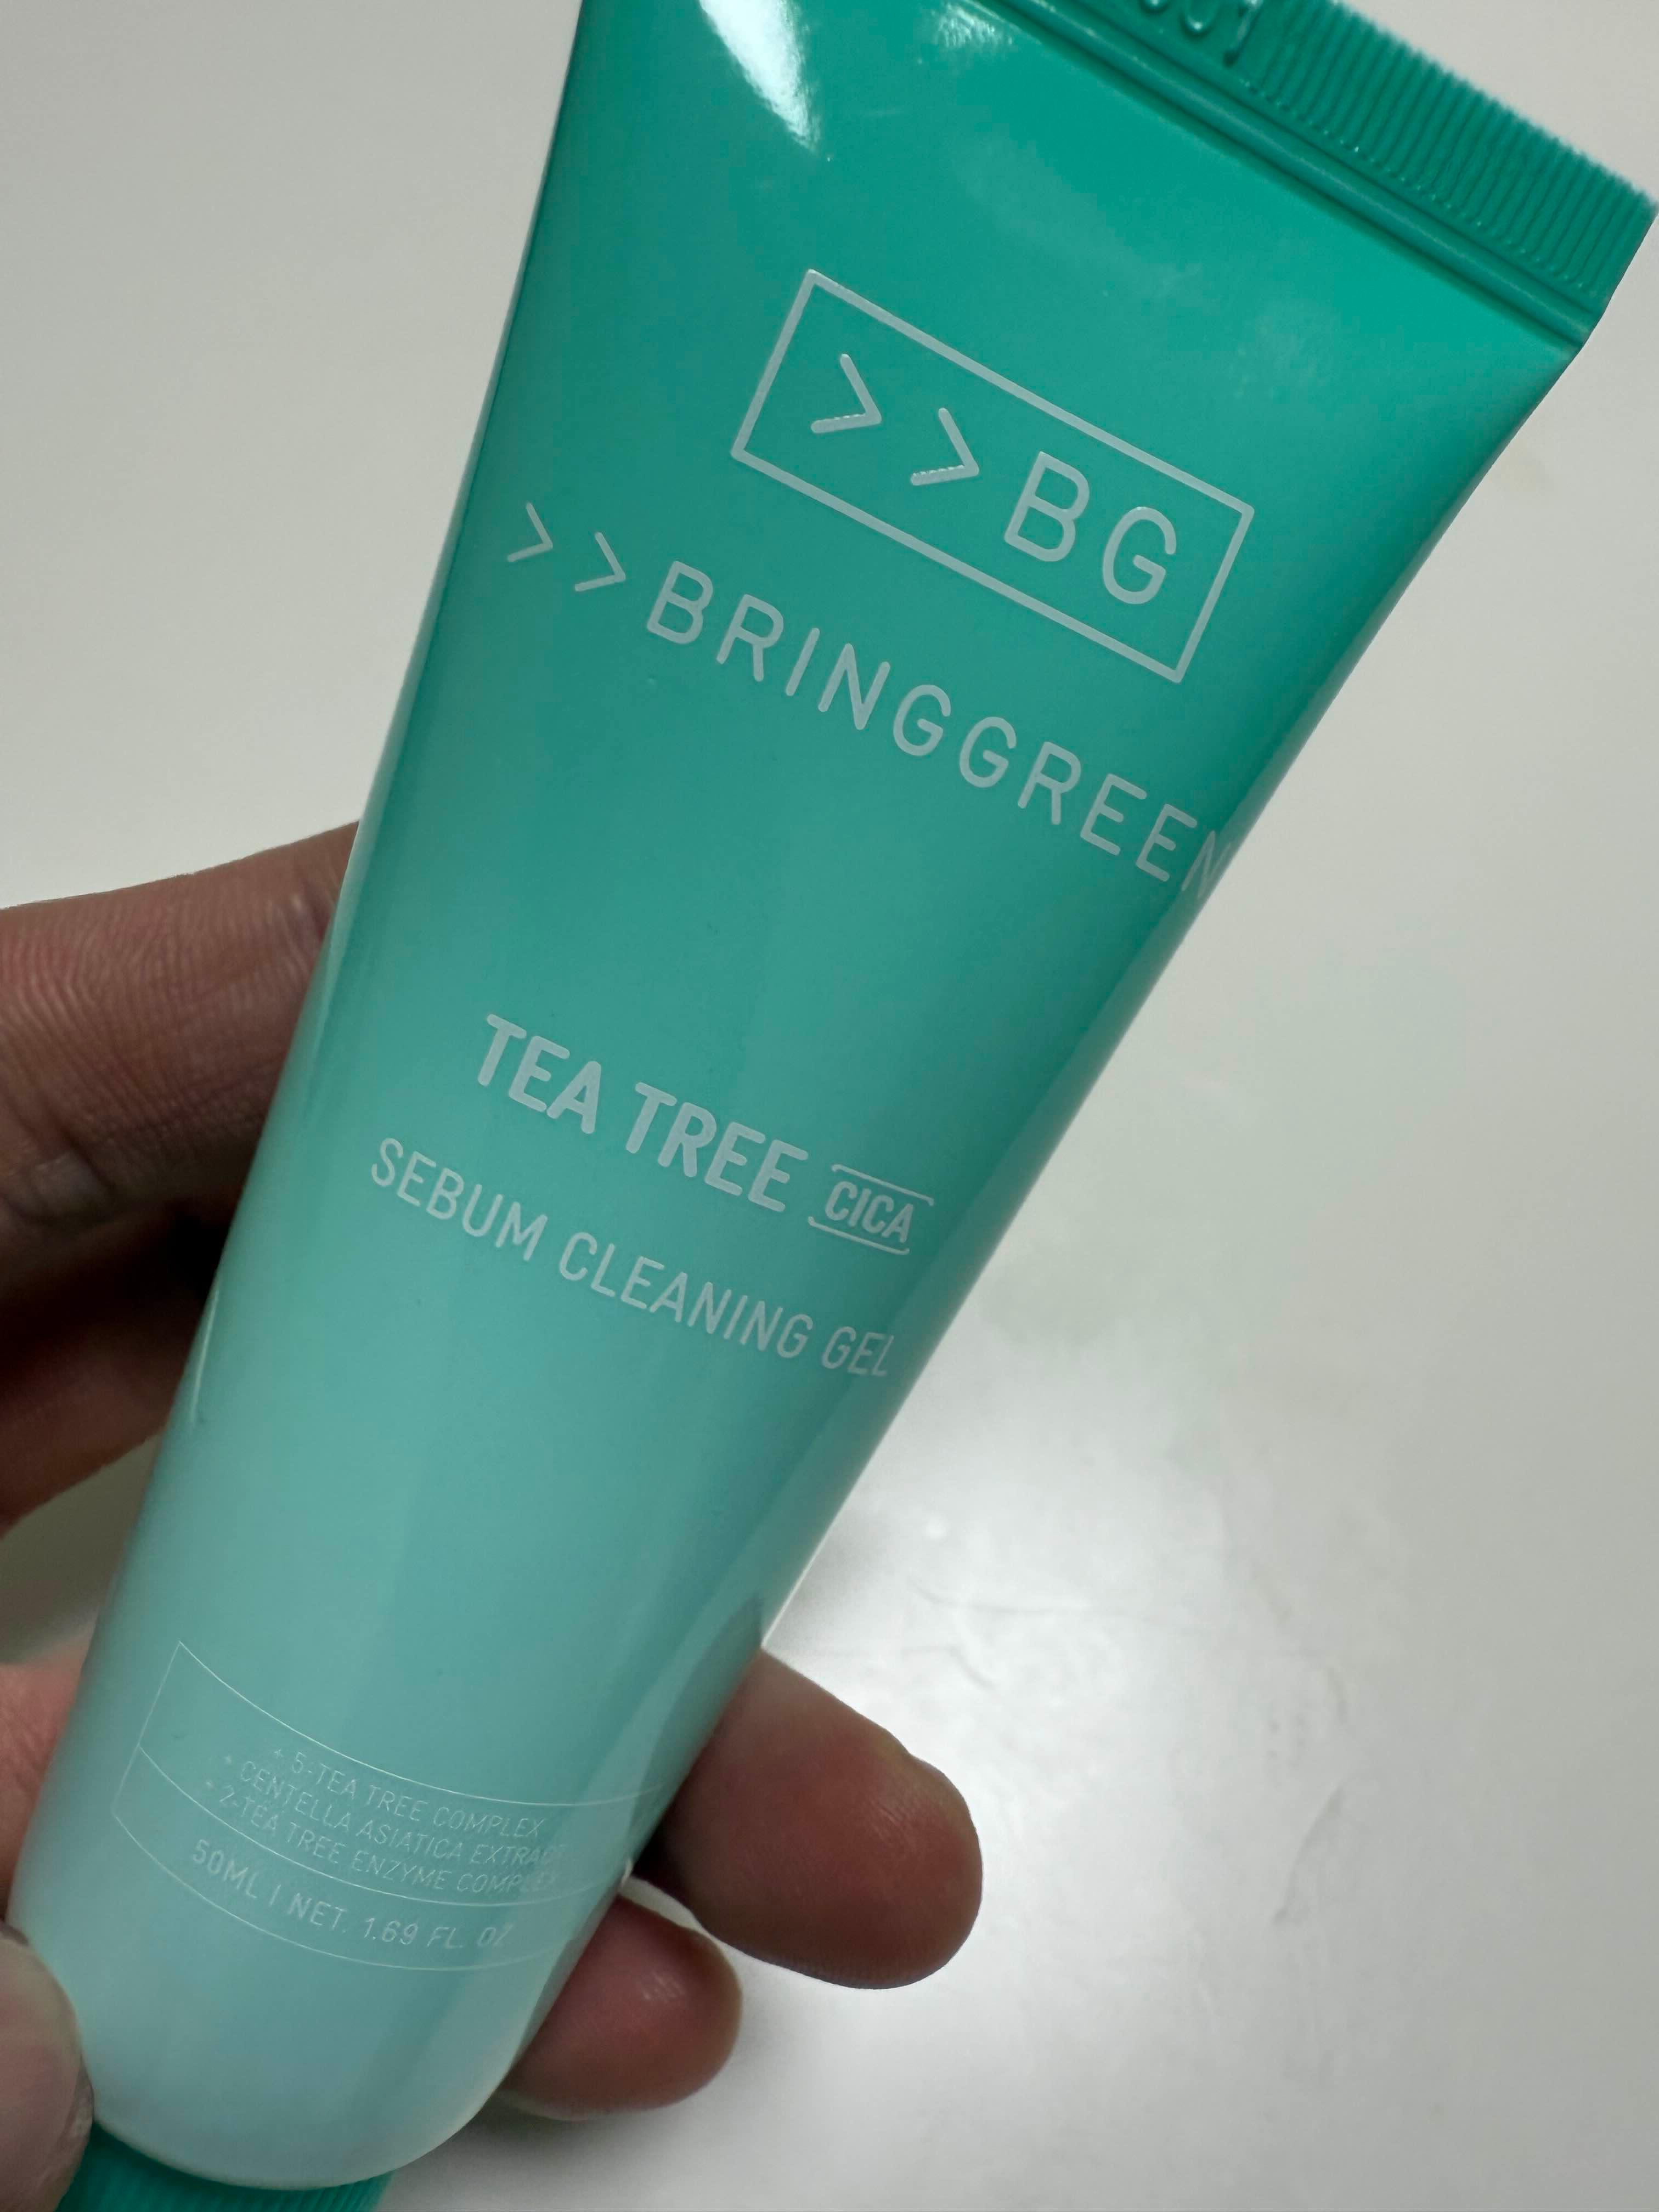 >>BG
>>BRINGGREEN
TEA TREE CICA
SEBUM CLEANING GEL
+ 5-TEA TREE COMPLEX
+ CENTELLA ASIATICA EXTRACT
+ 2-TEA TREE ENZYME COMPLEX
50ML | NET. 1.69 FL. OZ